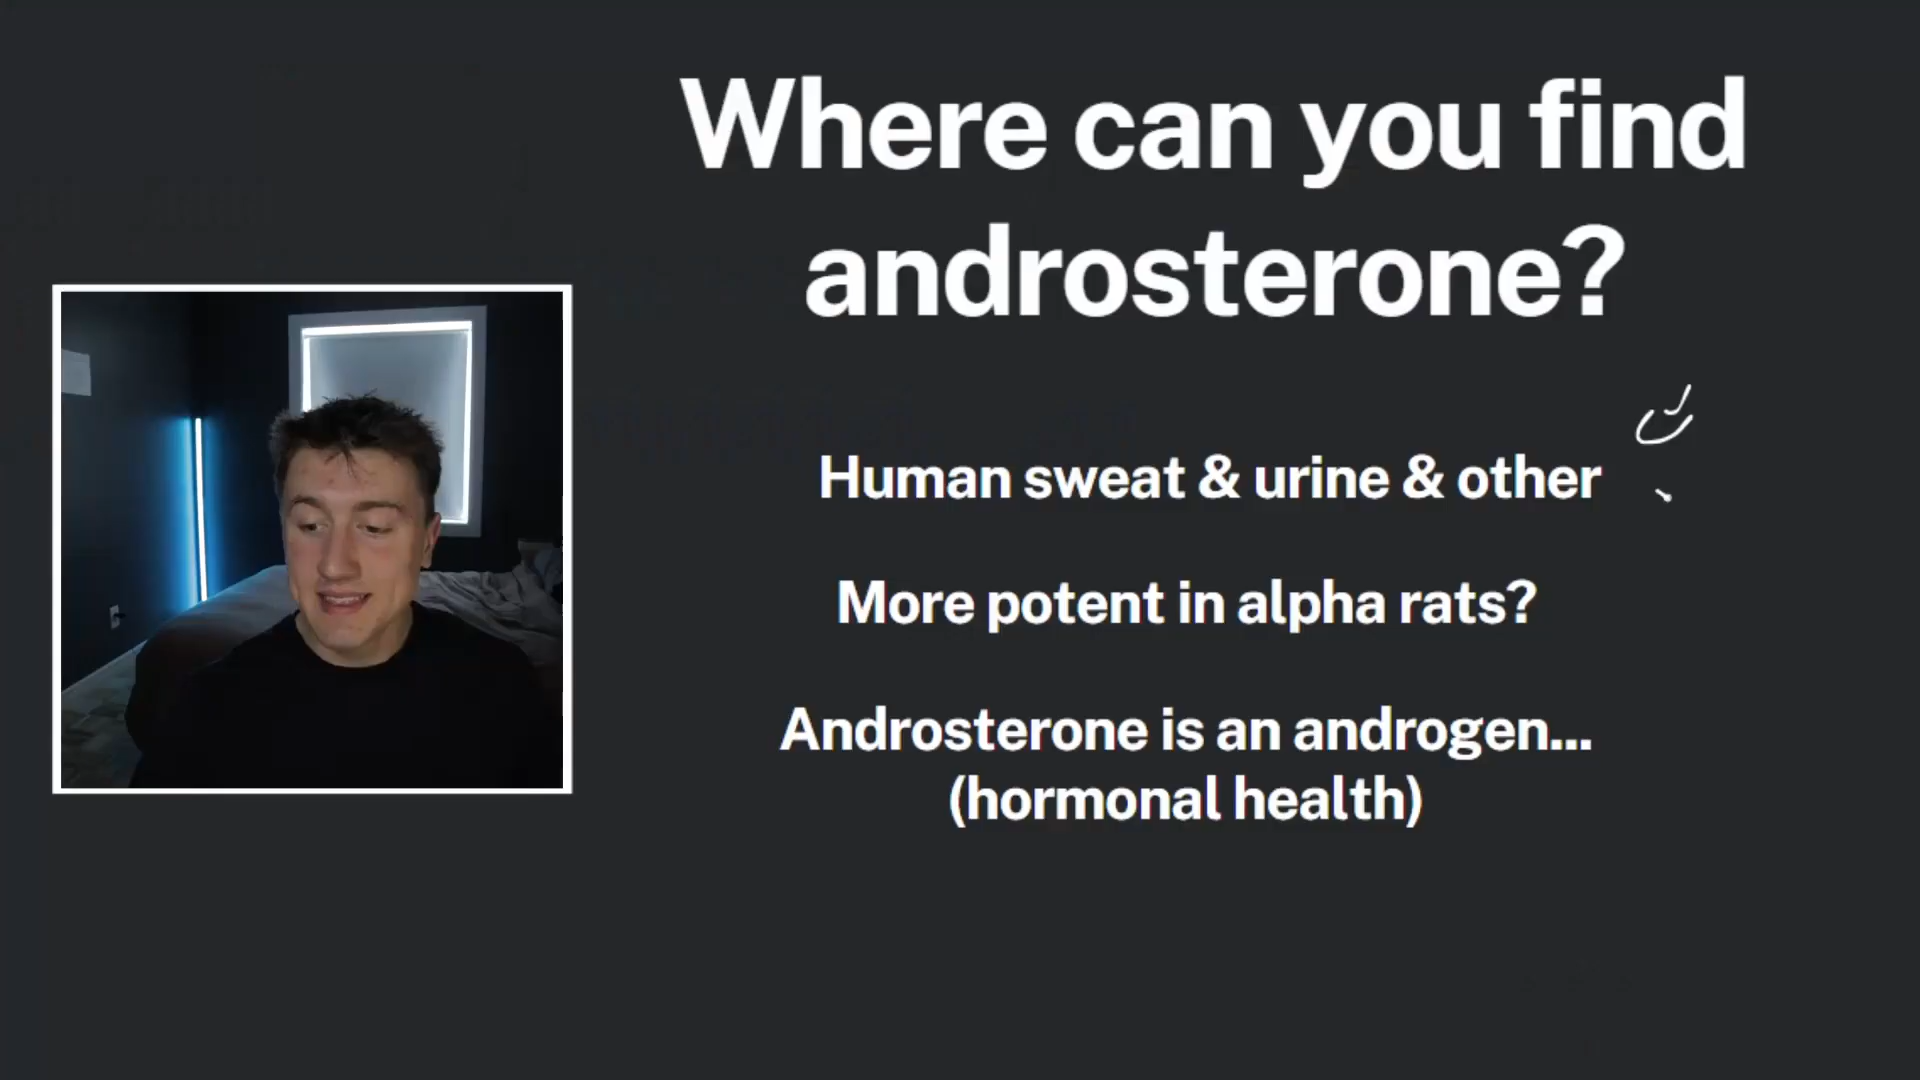 Where can you find
androsterone?
Human sweat & urine & other
More potent in alpha rats?
Androsterone is an androgen...
(hormonal health)